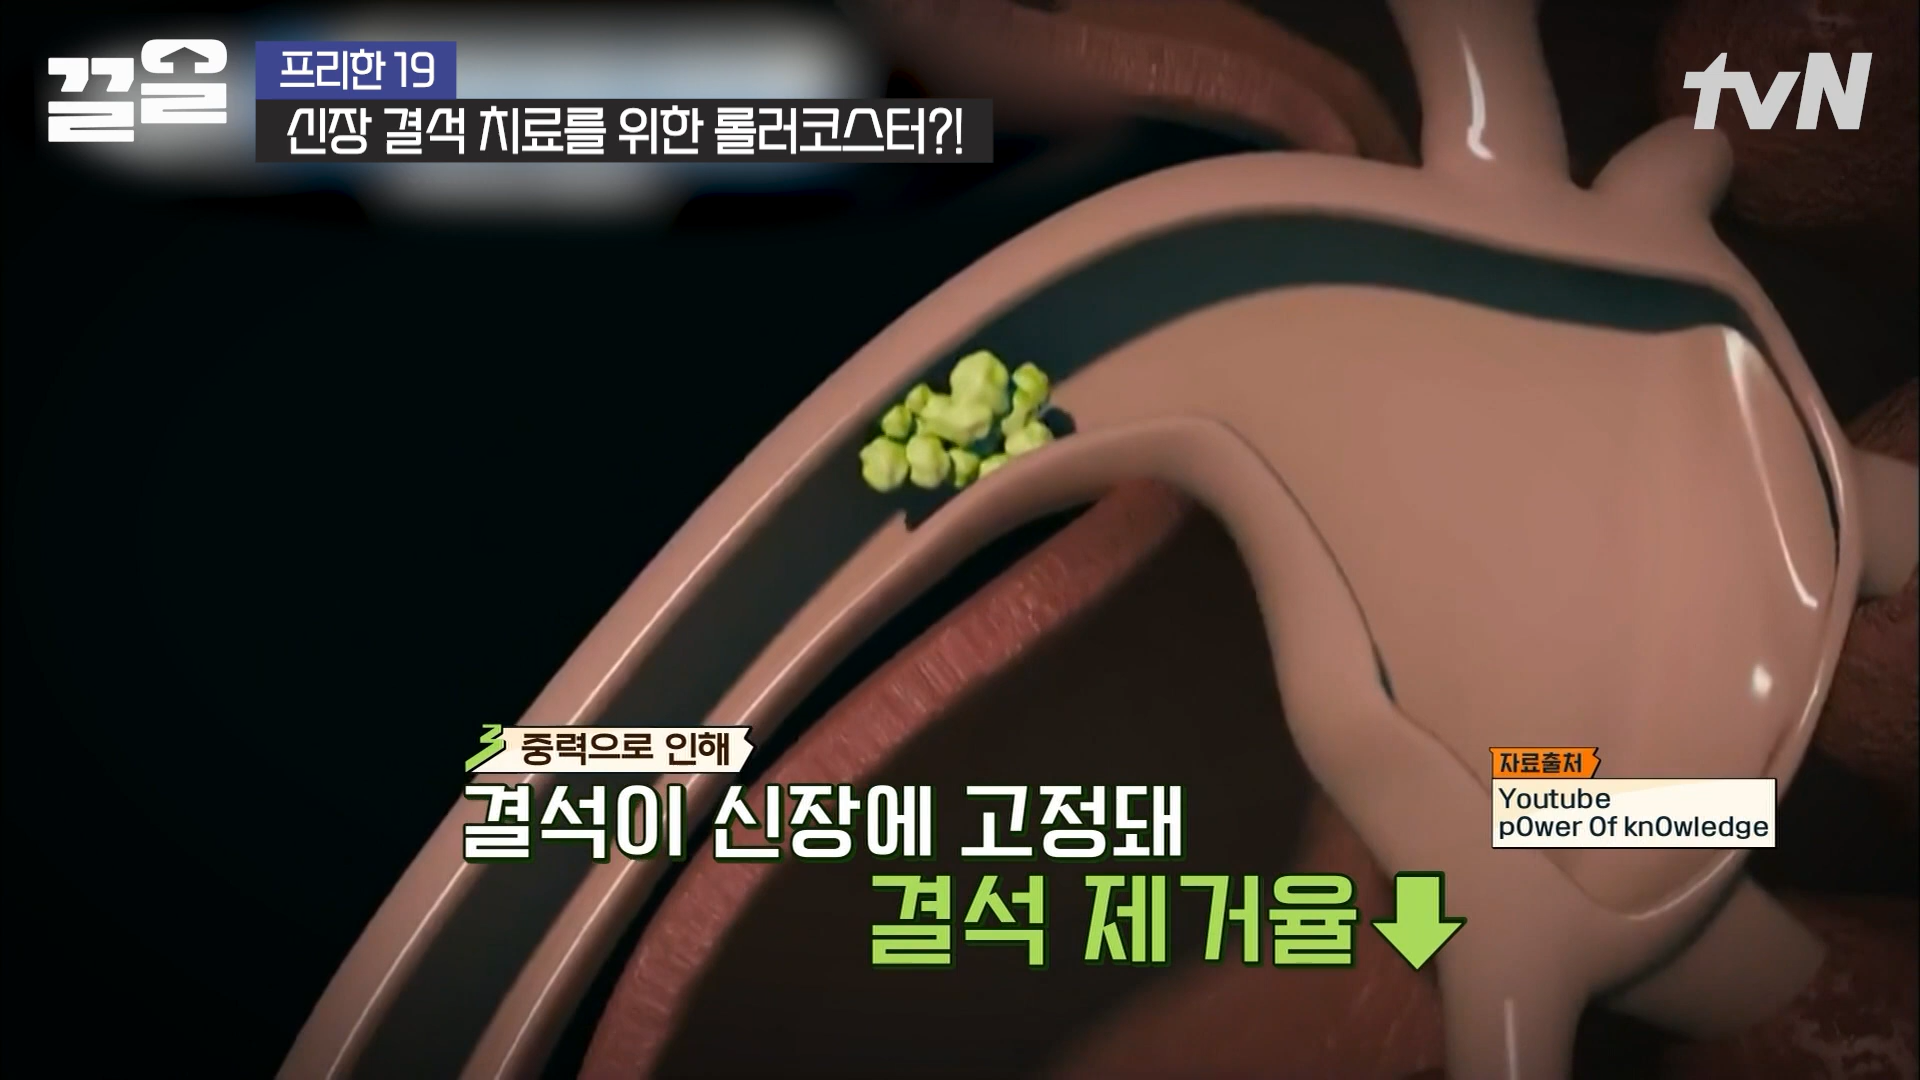 끌올
프리한 19
신장 결석 치료를 위한 롤러코스터?!
tvN
중력으로 인해
결석이 신장에 고정돼
결석 제거율
자료출처
Youtube
pOwer Of knOwledge